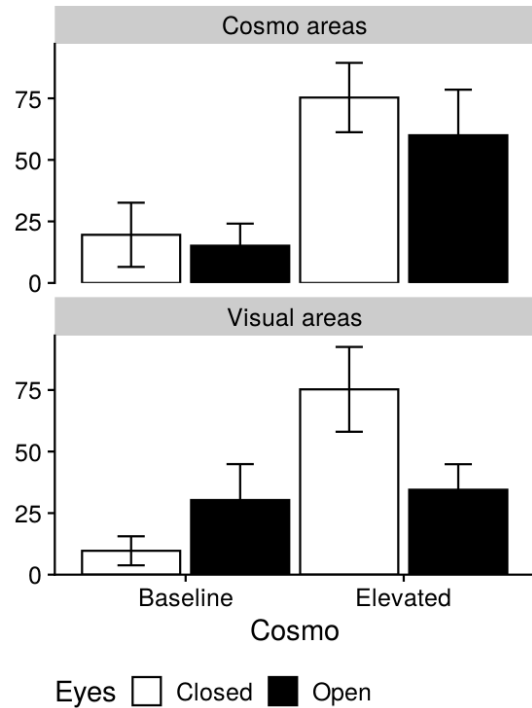 Cosmo areas
75
50
25
0
Visual areas
75
50
25
0
Baseline Elevated
Cosmo
Eyes Closed Open